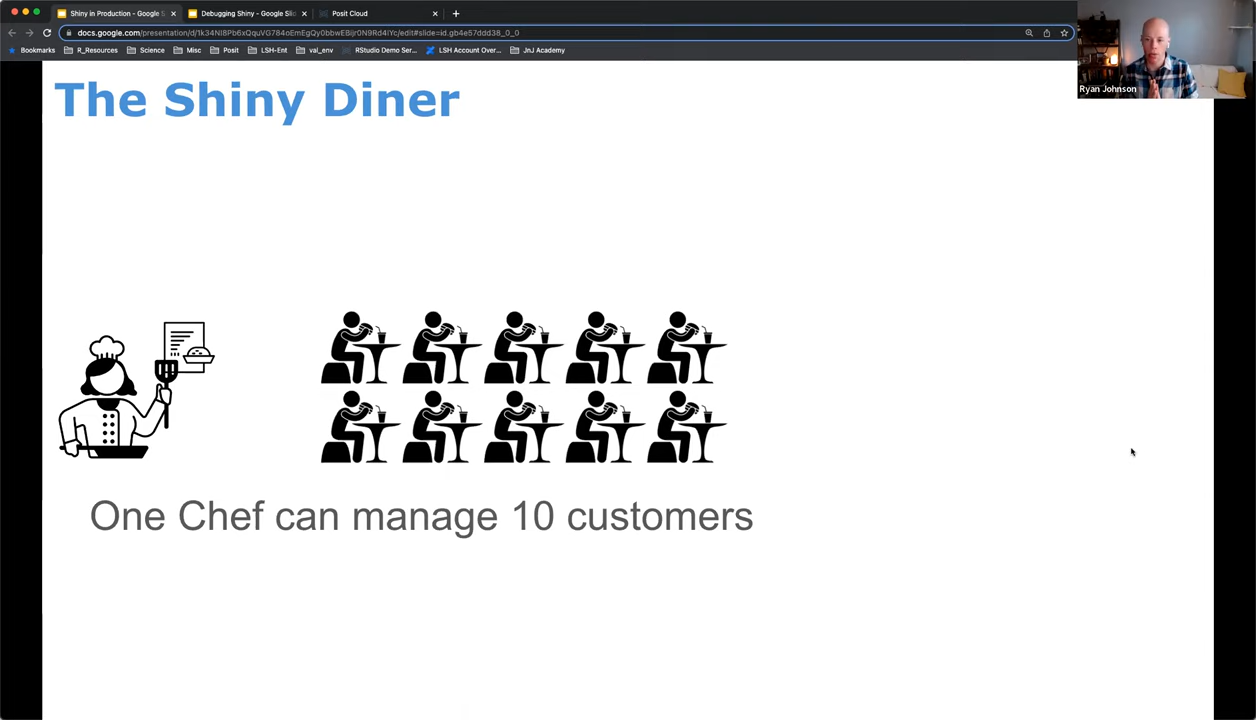 Shiny in Production - Google S
Debugging Shiny - Google Sli
Posit Cloud
Bookmarks
R_Resources
Science
Misc
Posit
LSH-Ent
val_env
RStudio Demo Ser...
LSH Account Over...
JnJ Academy
Ryan Johnson
The Shiny Diner
One Chef can manage 10 customers